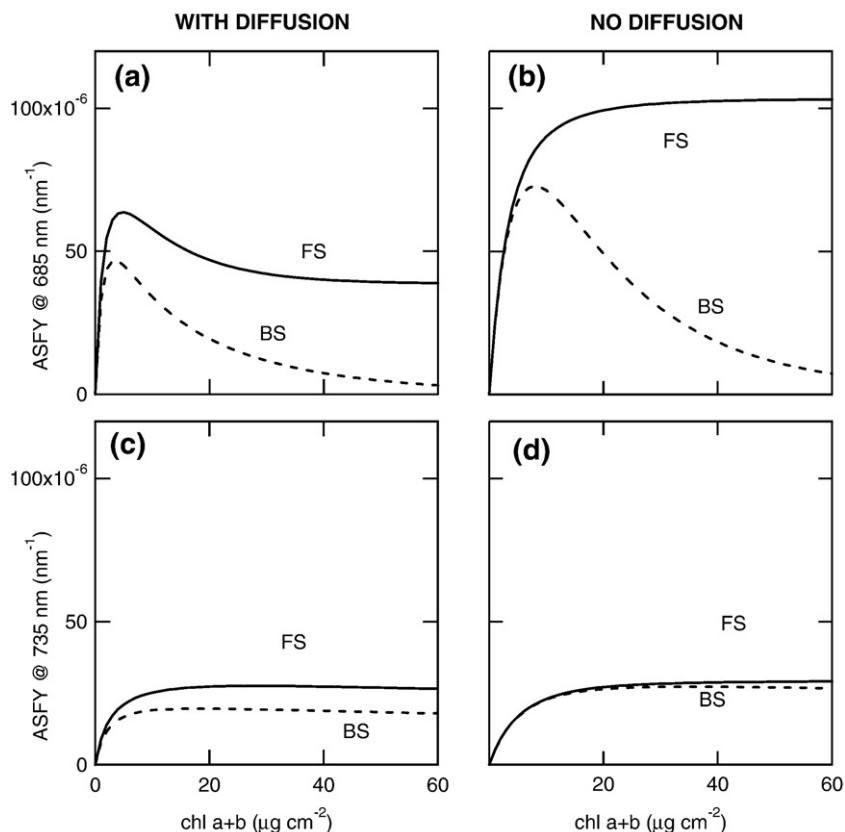 WITH DIFFUSION
NO DIFFUSION
(a)
(b)
100x10-6
50
0
ASFY @ 685 nm (nm-1)
FS
BS
FS
BS
(c)
(d)
100x10-6
50
0
ASFY @ 735 nm (nm-1)
FS
BS
FS
BS
0
20
40
60
20
40
60
chl a+b (µg cm-2)
chl a+b (µg cm-2)